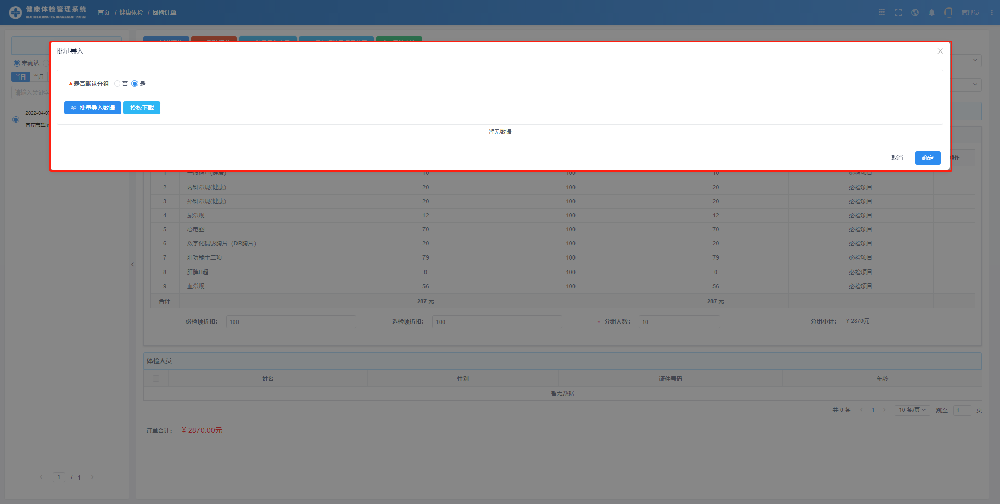 健康体检管理系统
HEALTH EXCMINATION MANAGEMENT SYSTEM
首页 / 健康体检 / 团检订单
管理员
批量导入
未确认
*是否默认分组 否 是
当日 当月
请输入关键字
批量导入数据 模板下载
2022-04-07
宜宾市翠屏
暂无数据
取消 确定
操作
1 一般检查(健康) 10 100 10 必检项目
2 内科常规(健康) 20 100 20 必检项目
3 外科常规(健康) 20 100 20 必检项目
4 尿常规 12 100 12 必检项目
5 心电图 70 100 70 必检项目
6 数字化摄影胸片（DR胸片） 20 100 20 必检项目
7 肝功能十二项 79 100 79 必检项目
8 肝脾B超 0 100 0 必检项目
9 血常规 56 100 56 必检项目
合计 - 287 元 - 287 元 - -
必检顶折扣： 100 选检顶折扣： 100 * 分组人数： 10 分组小计： ¥ 2870元
体检人员
姓名 性别 证件号码 年龄
暂无数据
共 0 条 1 10 条/页 跳至 1 页
订单合计： ¥ 2870.00元
1 / 1